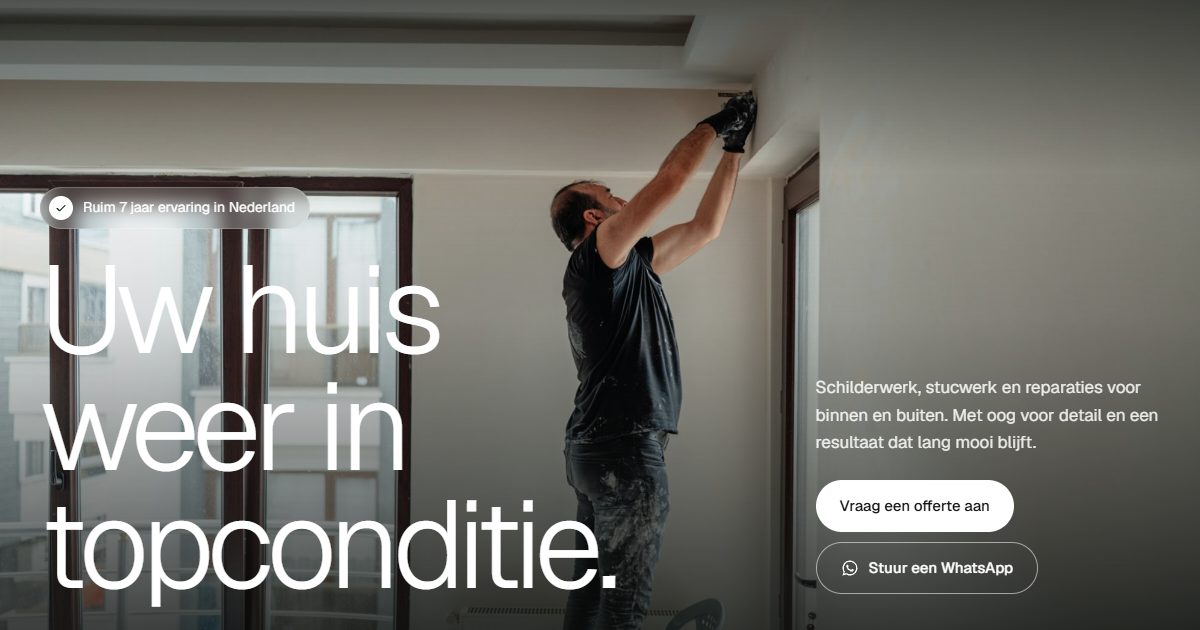 Ruim 7 jaar ervaring in Nederland
Uw huis
weer in
topconditie.
Schilderwerk, stucwerk en reparaties voor
binnen en buiten. Met oog voor detail en een
resultaat dat lang mooi blijft.
Vraag een offerte aan
Stuur een WhatsApp